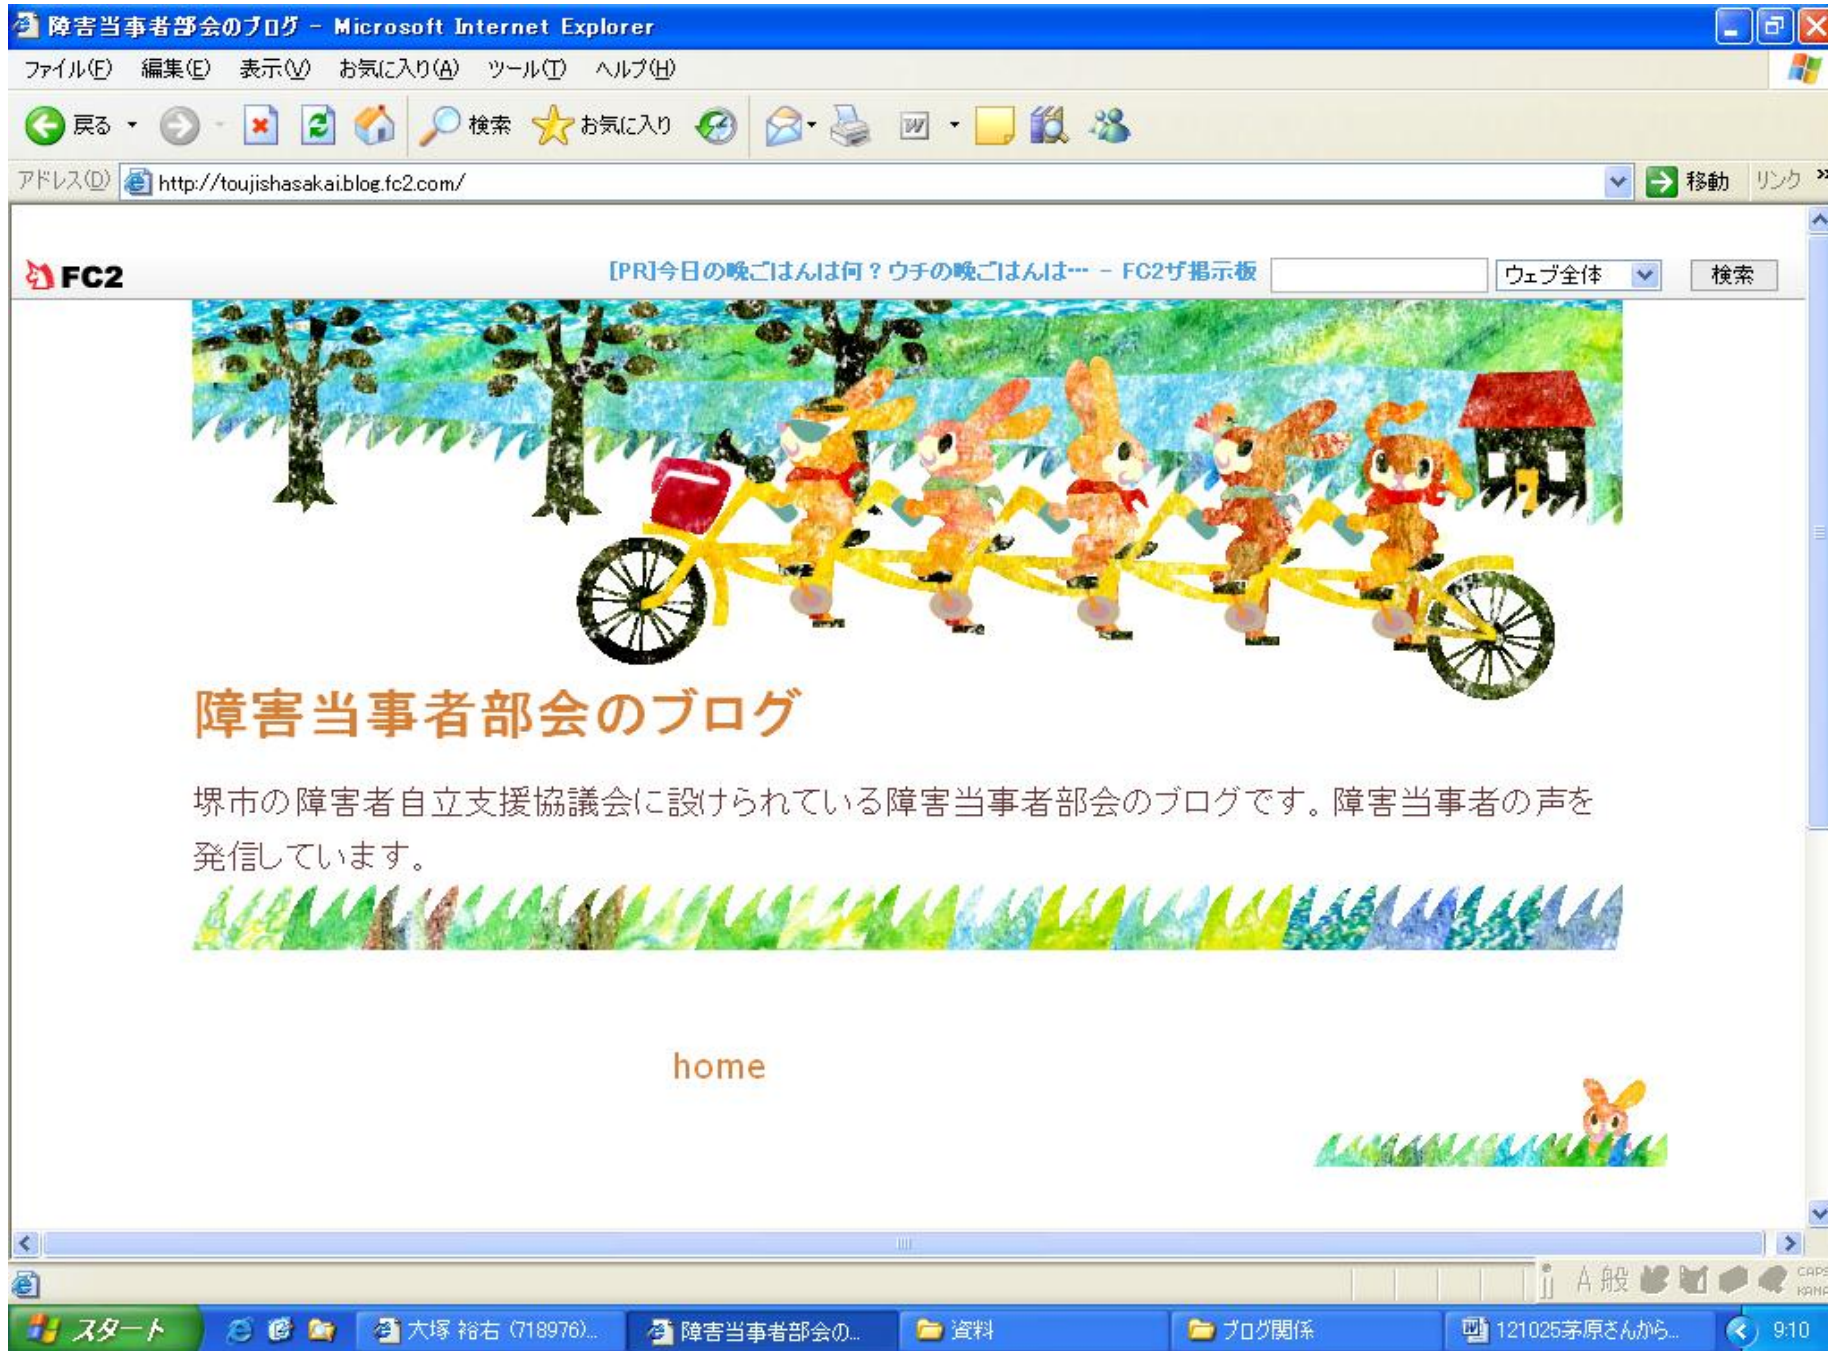 障害当事者部会のブログ - Microsoft Internet Explorer
ファイル(F) 編集(E) 表示(V) お気に入り(A) ツール(T) ヘルプ(H)
戻る 検索 お気に入り
アドレス(D) http://toujishasakai.blog.fc2.com/ 移動 リンク »
FC2 [PR]今日の晩ごはんは何？ウチの晩ごはんは… - FC2ザ掲示板 ウェブ全体 検索
障害当事者部会のブログ
堺市の障害者自立支援協議会に設けられている障害当事者部会のブログです。障害当事者の声を
発信しています。
home
A 般 CAPS
KANA
スタート 大塚 裕右 (718976)... 障害当事者部会の... 資料 ブログ関係 121025茅原さんから... 9:10